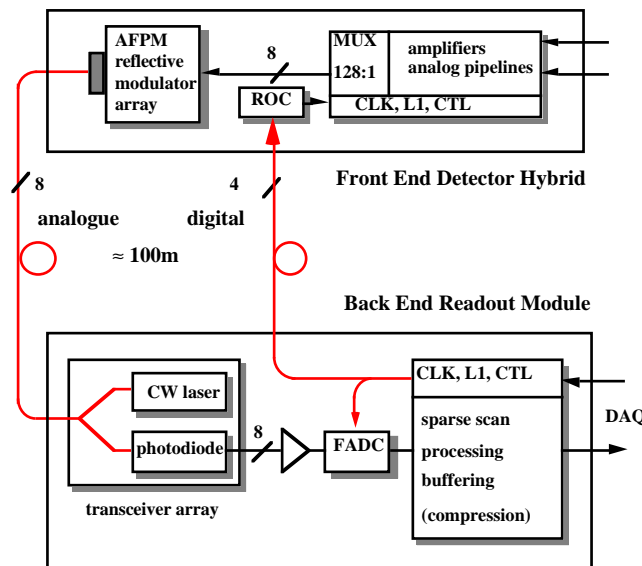 AFPM
reflective
modulator
array
8
MUX
128:1
amplifiers
analog pipelines
ROC
CLK, L1, CTL
8
4
Front End Detector Hybrid
analogue
digital
≈ 100m
Back End Readout Module
CW laser
photodiode
8
transceiver array
FADC
CLK, L1, CTL
sparse scan
processing
buffering
(compression)
DAQ